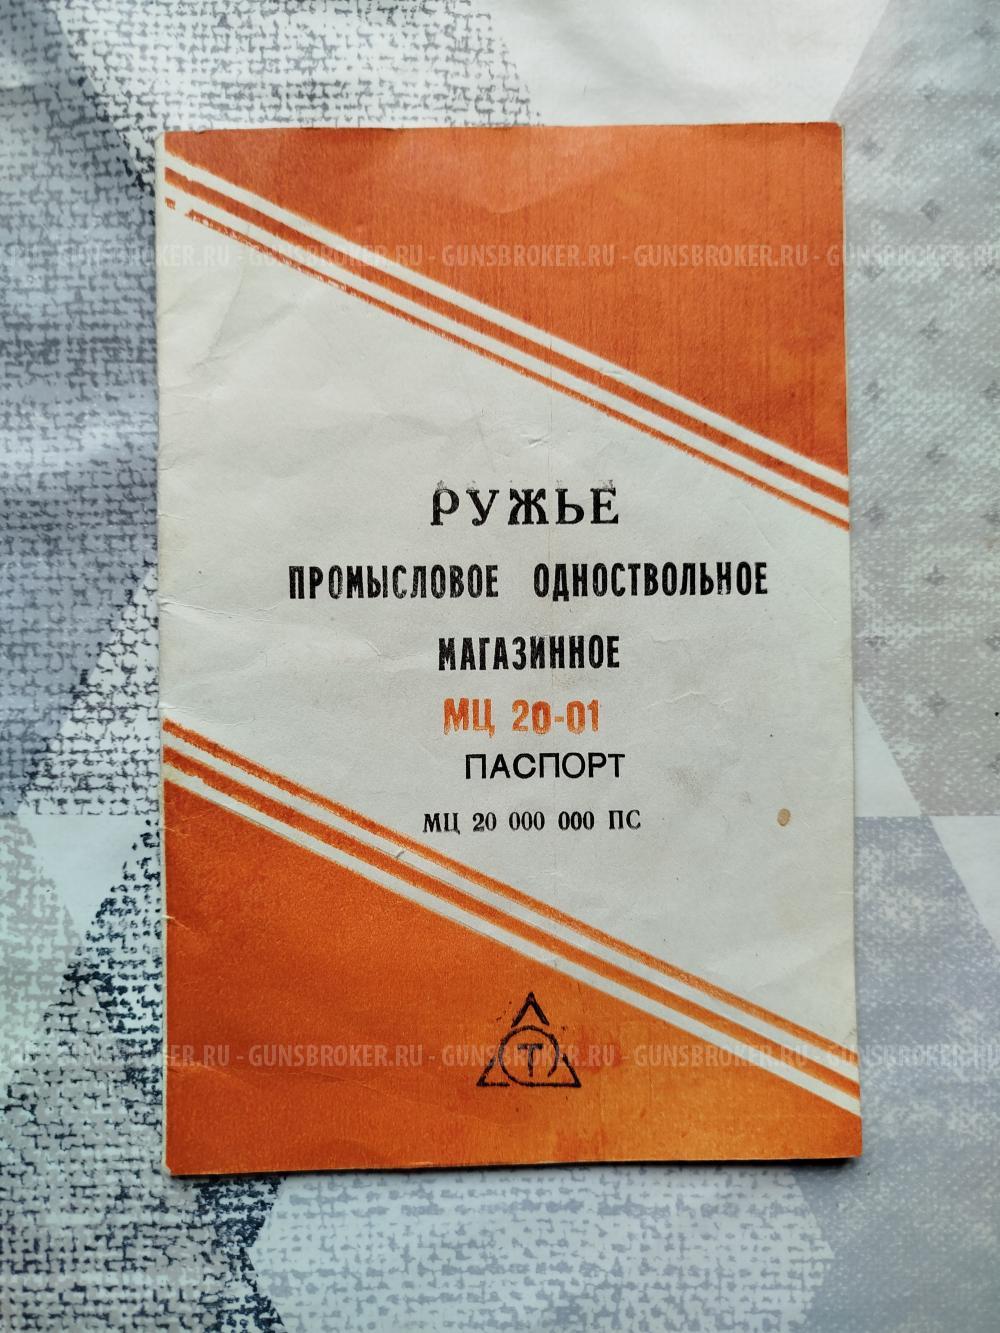 GUNSBROKER.RU - GUNSBROKER.RU - GUNSBROKER.RU - GUNSBROKER.RU
РУЖЬЕ
ПРОМЫСЛОВОЕ ОДНОСТВОЛЬНОЕ
МАГАЗИННОЕ
МЦ 20-01
ПАСПОРТ
МЦ 20 000 000 ПС
Т
GUNSBROKER.RU - GUNSBROKER.RU - GUNSBROKER.RU - GUNSBROKER.RU